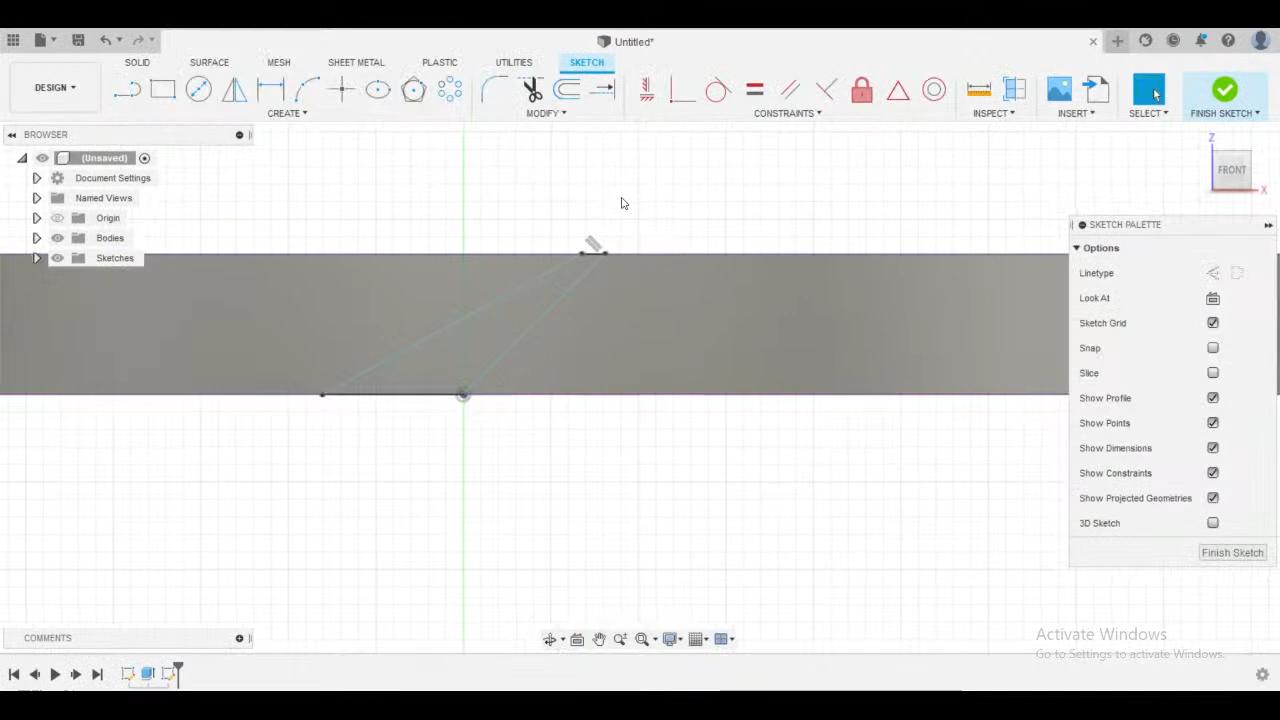 Untitled*
DESIGN
SOLID
SURFACE
MESH
SHEET METAL
PLASTIC
UTILITIES
SKETCH
CREATE
MODIFY
CONSTRAINTS
INSPECT
INSERT
SELECT
FINISH SKETCH
BROWSER
(Unsaved)
Document Settings
Named Views
Origin
Bodies
Sketches
Z
FRONT
X
SKETCH PALETTE
Options
Linetype
Look At
Sketch Grid
Snap
Slice
Show Profile
Show Points
Show Dimensions
Show Constraints
Show Projected Geometries
3D Sketch
Finish Sketch
COMMENTS
Activate Windows
Go to Settings to activate Windows.